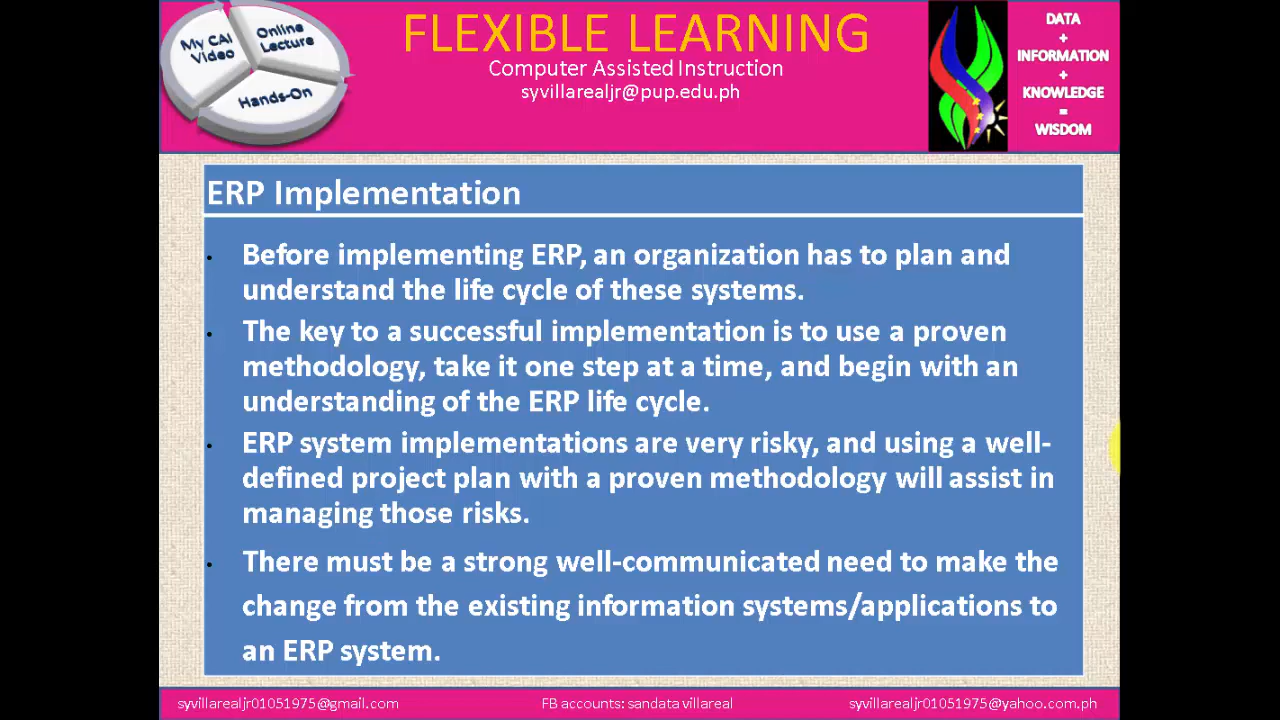 My CAI
Video
Online
Lecture
Hands-On
FLEXIBLE LEARNING
Computer Assisted Instruction
syvillarealjr@pup.edu.ph
DATA
+
INFORMATION
+
KNOWLEDGE
=
WISDOM
ERP Implementation
• Before implementing ERP, an organization has to plan and
understand the life cycle of these systems.
• The key to a successful implementation is to use a proven
methodology, take it one step at a time, and begin with an
understanding of the ERP life cycle.
• ERP system implementations are very risky, and using a well-
defined project plan with a proven methodology will assist in
managing those risks.
• There must be a strong well-communicated need to make the
change from the existing information systems/applications to
an ERP system.
syvillarealjr01051975@gmail.com
FB accounts: sandata villareal
syvillarealjr01051975@yahoo.com.ph